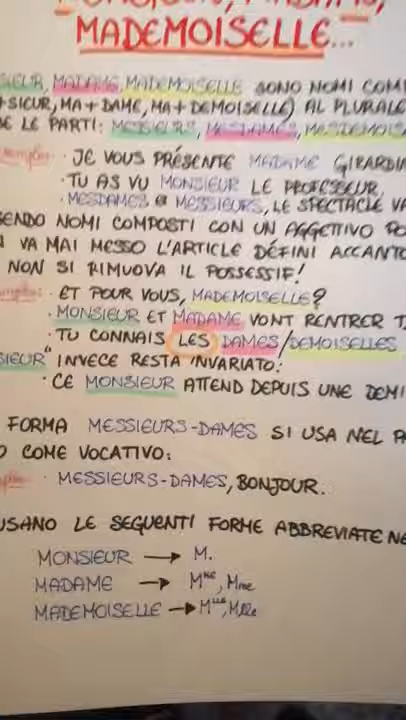 MADEMOISELLE...
MADAME, MADEMOISELLE SONO NOMI COM
SIEUR, MA + DAME, MA + DEMOISELLE) AL PLURALE
LE PARTI: MESSIEURS, MESDAMES, MESDEMOIS
· JE VOUS PRÉSENTE MADAME GIRARDI
· TU AS VU MONSIEUR LE PROFESSEUR
· MESDAMES e MESSIEURS, LE SPECTACLE VA
ENDO NOMI COMPOSTI CON UN AGGETTIVO PO
VA MAI MESSO L'ARTICLE DÉFINI ACCANTO
NON SI RIMUOVA IL POSSESSIF!
· ET POUR VOUS, MADEMOISELLE?
· MONSIEUR ET MADAME VONT RENTRER T
· TU CONNAIS LES DAMES/DEMOISELLES
SIEUR" INVECE RESTA INVARIATO:
· CE MONSIEUR ATTEND DEPUIS UNE DEMI
FORMA MESSIEURS-DAMES SI USA NEL PA
O COME VOCATIVO:
· MESSIEURS-DAMES, BONJOUR.
USANO LE SEGUENTI FORME ABBREVIATE NE
MONSIEUR → M.
MADAME → Mme, Mme
MADEMOISELLE → Mlle, Mlle